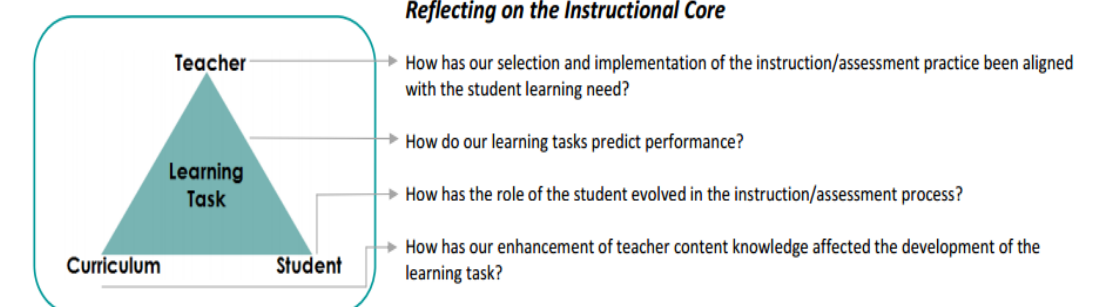 Reflecting on the Instructional Core
Teacher
How has our selection and implementation of the instruction/assessment practice been aligned
with the student learning need?
How do our learning tasks predict performance?
Learning
Task
How has the role of the student evolved in the instruction/assessment process?
Curriculum
Student
How has our enhancement of teacher content knowledge affected the development of the
learning task?